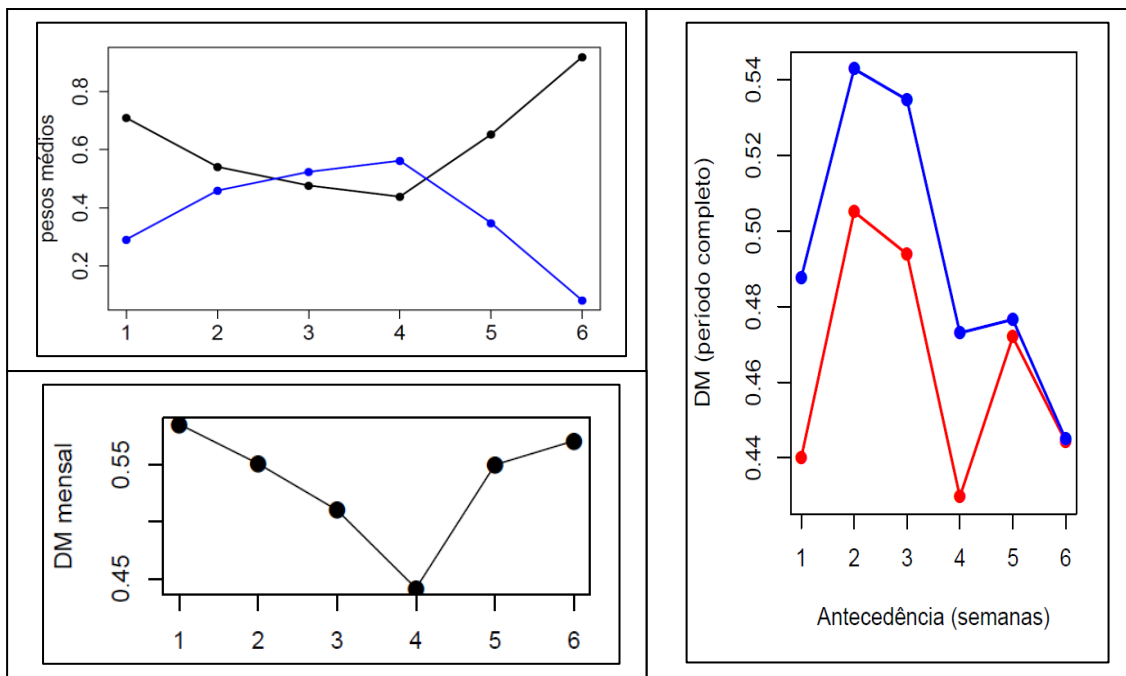 pesos médios
0.8
0.6
0.4
0.2
1 2 3 4 5 6
DM mensal
0.55
0.45
1 2 3 4 5 6
DM (período completo)
0.54
0.52
0.50
0.48
0.46
0.44
1 2 3 4 5 6
Antecedência (semanas)